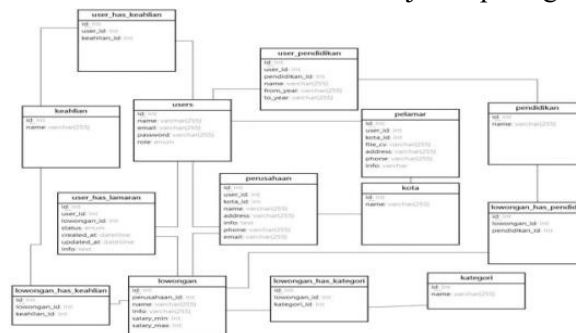 user_has_keahlian
id: int
user_id: int
keahlian_id: int
user_pendidikan
id: int
user_id: int
pendidikan_id: int
name: varchar(255)
from_year: varchar(255)
to_year: varchar(255)
keahlian
id: int
name: varchar(255)
users
id: int
name: varchar(255)
email: varchar(255)
password: varchar(255)
role: enum
pelamar
id: int
user_id: int
kota_id: int
file_cv: varchar(255)
address: varchar(255)
phone: varchar(255)
info: varchar
pendidikan
id: int
name: varchar(255)
user_has_lamaran
id: int
user_id: int
lowongan_id: int
status: enum
created_at: datetime
updated_at: datetime
info: text
perusahaan
id: int
user_id: int
kota_id: int
name: varchar(255)
address: varchar(255)
info: text
phone: varchar(255)
email: varchar(255)
kota
id: int
name: varchar(255)
lowongan_has_pendidi
id: int
lowongan_id: int
pendidikan_id: int
lowongan_has_keahlian
id: int
lowongan_id: int
keahlian_id: int
lowongan
id: int
perusahaan_id: int
name: varchar(255)
info: varchar(255)
salary_min: int
salary_max: int
lowongan_has_kategori
id: int
lowongan_id: int
kategori_id: int
kategori
id: int
name: varchar(255)